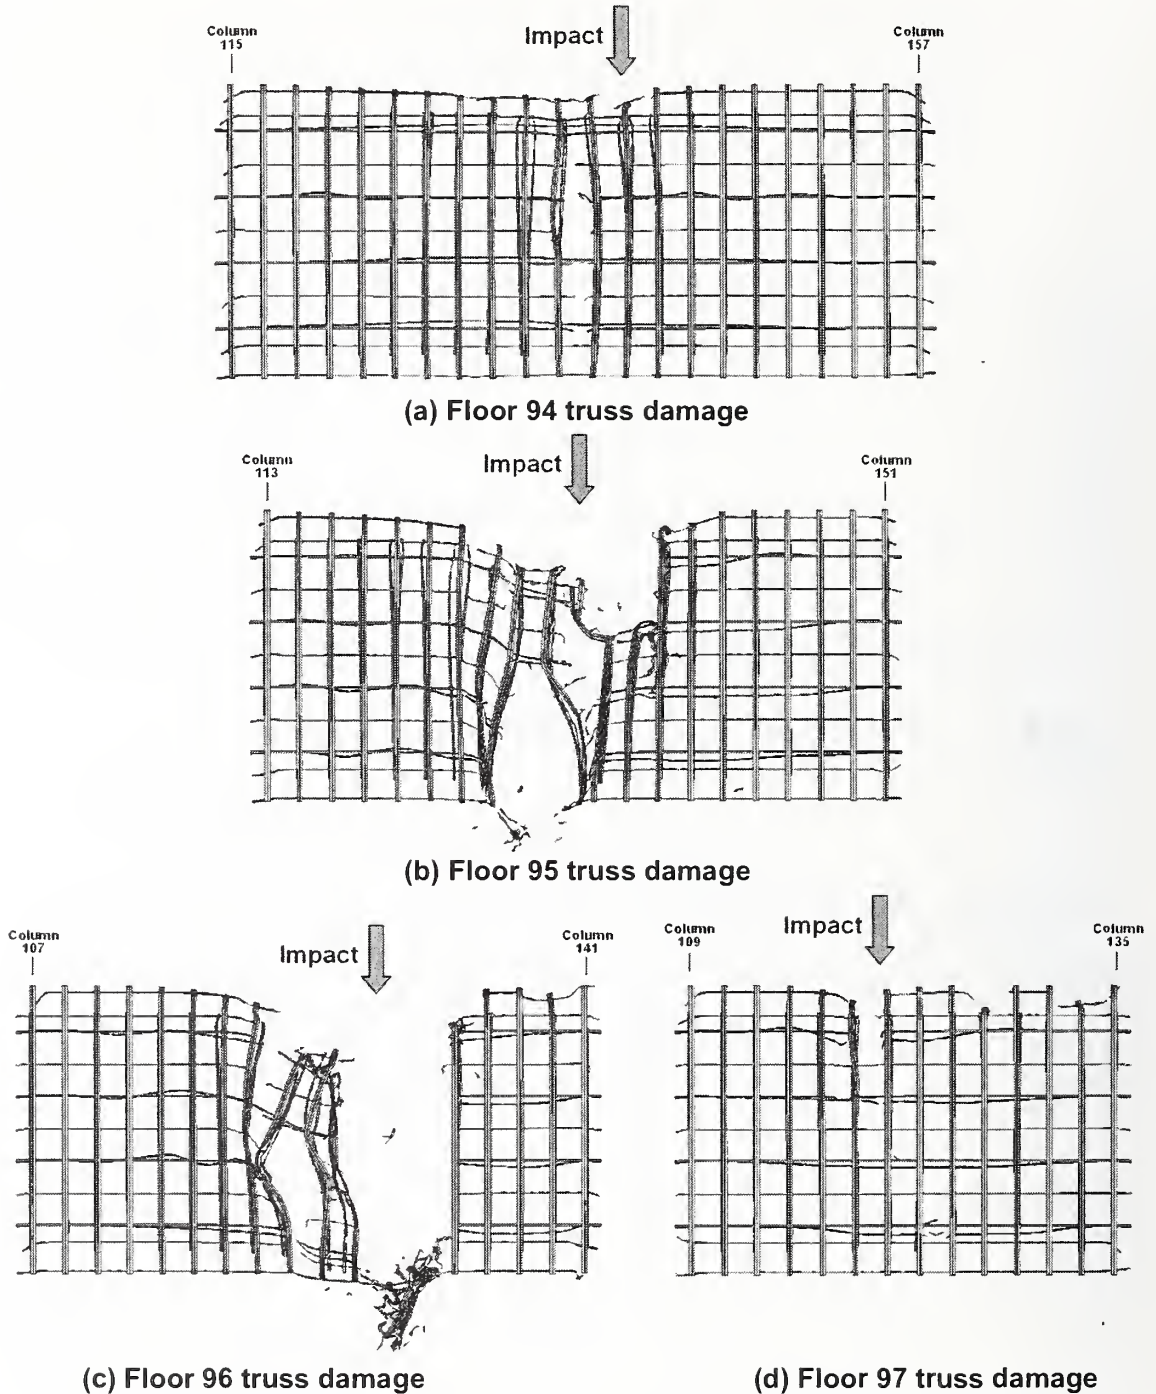 Impact
Column
115
Column
157
(a) Floor 94 truss damage
Impact
Column
113
Column
151
(b) Floor 95 truss damage
Impact
Column
107
Column
141
(c) Floor 96 truss damage
Impact
Column
109
Column
135
(d) Floor 97 truss damage